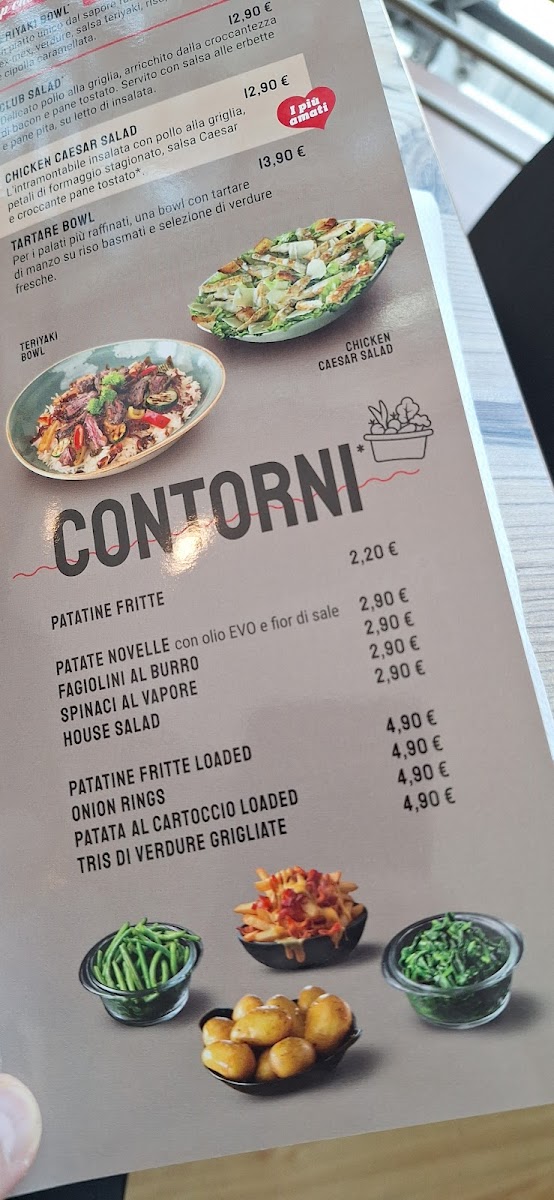 12,90 €
CLUB SALAD
Delicato pollo alla griglia, arricchito dalla croccantezza
di bacon e pane tostato. Servito con salsa alle erbette
e pane pita, su letto di insalata.
12,90 €
I più
amati
CHICKEN CAESAR SALAD
L'intramontabile insalata con pollo alla griglia,
petali di formaggio stagionato, salsa Caesar
e croccante pane tostato*.
13,90 €
TARTARE BOWL
Per i palati più raffinati, una bowl con tartare
di manzo su riso basmati e selezione di verdure
fresche.
TERIYAKI
BOWL
CHICKEN
CAESAR SALAD
CONTORNI*
PATATINE FRITTE 2,20 €
PATATE NOVELLE con olio EVO e fior di sale 2,90 €
FAGIOLINI AL BURRO 2,90 €
SPINACI AL VAPORE 2,90 €
HOUSE SALAD 2,90 €
PATATINE FRITTE LOADED 4,90 €
ONION RINGS 4,90 €
PATATA AL CARTOCCIO LOADED 4,90 €
TRIS DI VERDURE GRIGLIATE 4,90 €